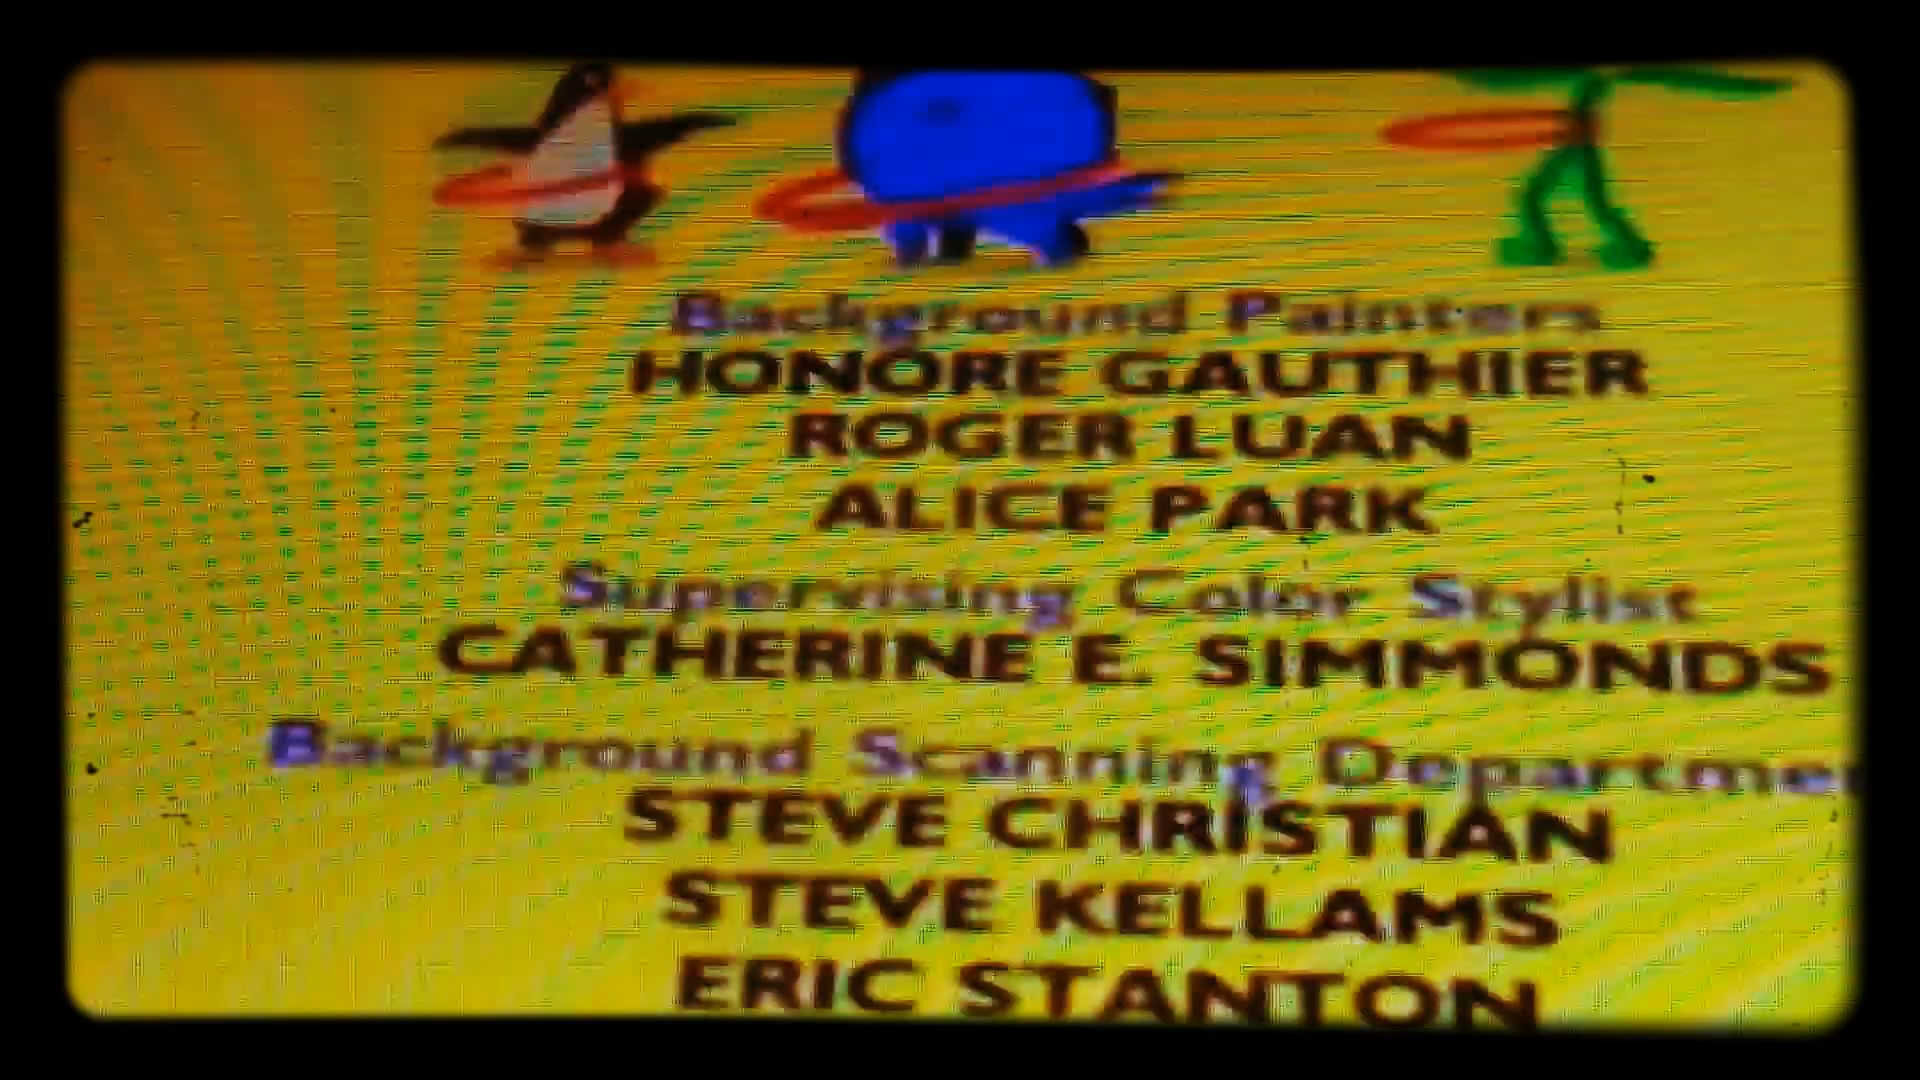 Background Painters
HONORE GAUTHIER
ROGER LUAN
ALICE PARK
Supervising Color Stylist
CATHERINE E. SIMMONDS
Background Scanning Departmen
STEVE CHRISTIAN
STEVE KELLAMS
ERIC STANTON